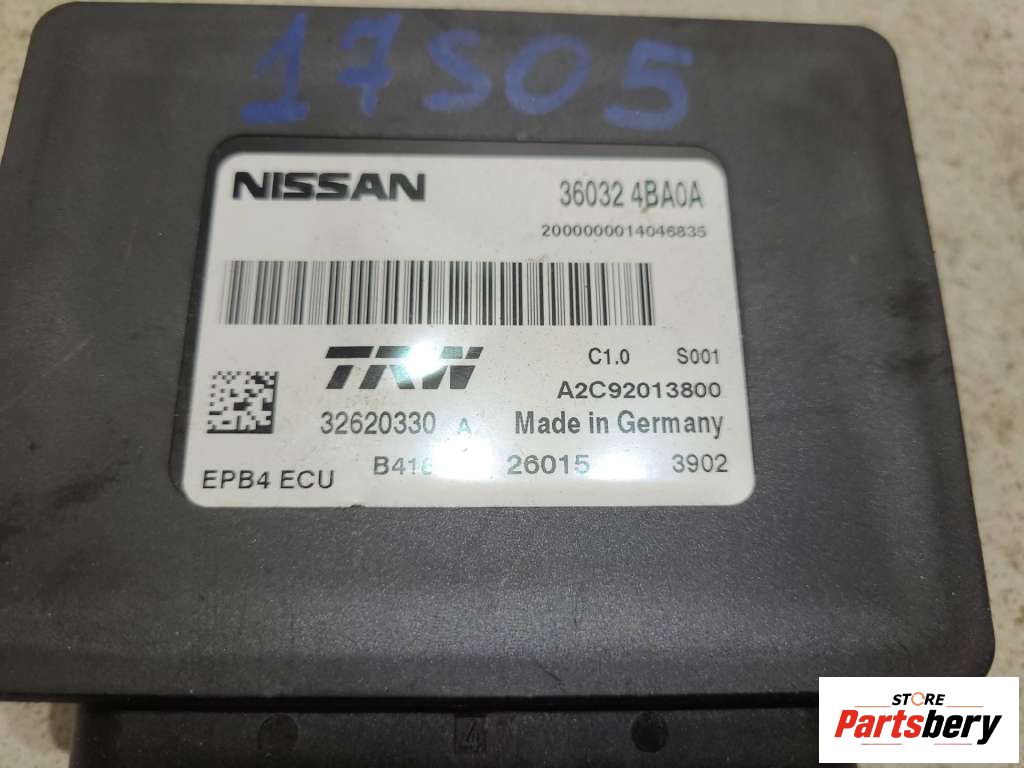 17S05
NISSAN 36032 4BA0A
2000000014046835
TRW C1.0 S001
A2C92013800
32620330 A Made in Germany
EPB4 ECU 26015 3902
4
STORE
Partsbery